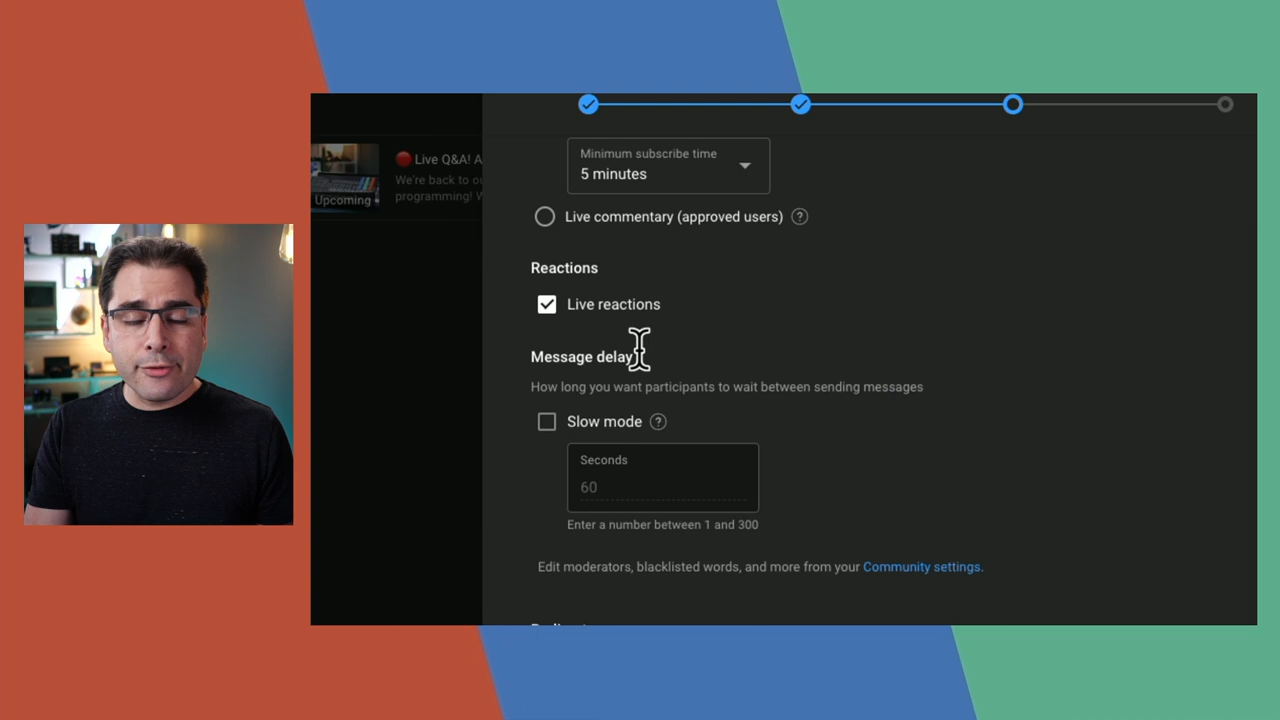 Minimum subscribe time
5 minutes
🔴 Live Q&A! A
We're back to ou
programming! W
Upcoming
Live commentary (approved users) ?
Reactions
Live reactions
Message delay
How long you want participants to wait between sending messages
Slow mode ?
Seconds
60
Enter a number between 1 and 300
Edit moderators, blacklisted words, and more from your Community settings.